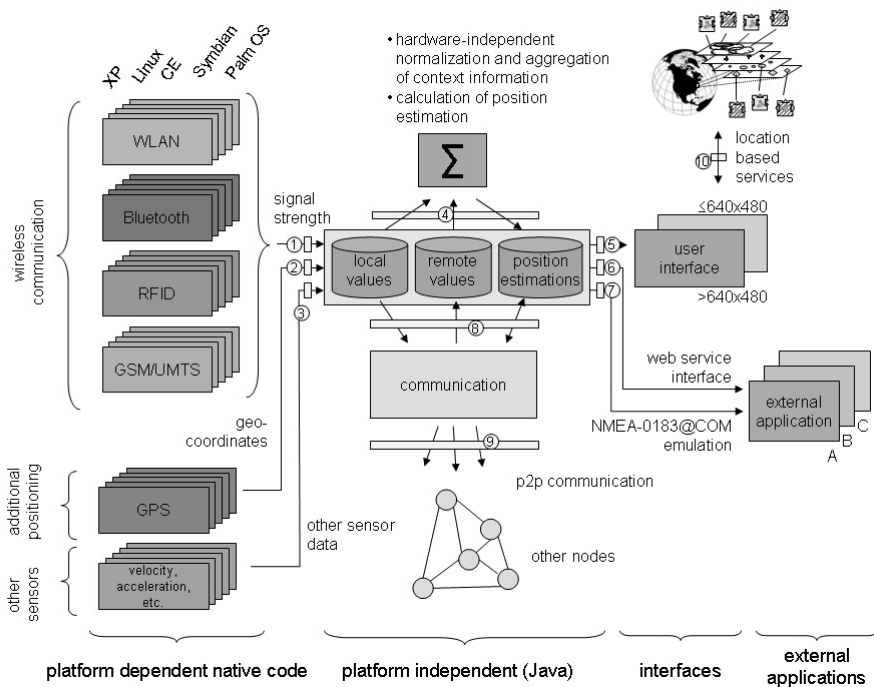 XP
Linux
CE
Symbian
Palm OS
• hardware-independent
normalization and aggregation
of context information
• calculation of position
estimation
wireless
communication
WLAN
Bluetooth
RFID
GSM/UMTS
signal
strength
1
2
3
Σ
4
local
values
remote
values
position
estimations
5
6
7
10
location
based
services
≤640x480
user
interface
>640x480
8
communication
9
web service
interface
NMEA-0183@COM
emulation
external
application
A
B
C
geo-
coordinates
additional
positioning
GPS
other sensor
data
other
sensors
velocity,
acceleration,
etc.
p2p communication
other nodes
platform dependent native code
platform independent (Java)
interfaces
external
applications